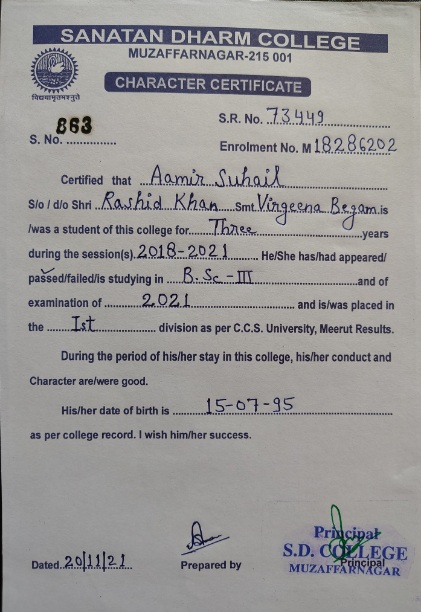 SANATAN DHARM COLLEGE
MUZAFFARNAGAR-215 001
CHARACTER CERTIFICATE
विद्ययाऽमृतमश्नुते
S.R. No. 73449
S. No. 863
Enrolment No. M 18286202
Certified that Aamir Suhail
S/o / d/o Shri Rashid Khan Smt. Virgeena Begam is
/was a student of this college for Three years
during the session(s) 2018-2021 He/She has/had appeared/
passed/failed/is studying in B.Sc-III and of
examination of 2021 and is/was placed in
the Ist division as per C.C.S. University, Meerut Results.
During the period of his/her stay in this college, his/her conduct and
Character are/were good.
His/her date of birth is 15-07-95
as per college record. I wish him/her success.
Dated. 20/11/21
Prepared by
Principal
Principal
S.D. COLLEGE
MUZAFFARNAGAR